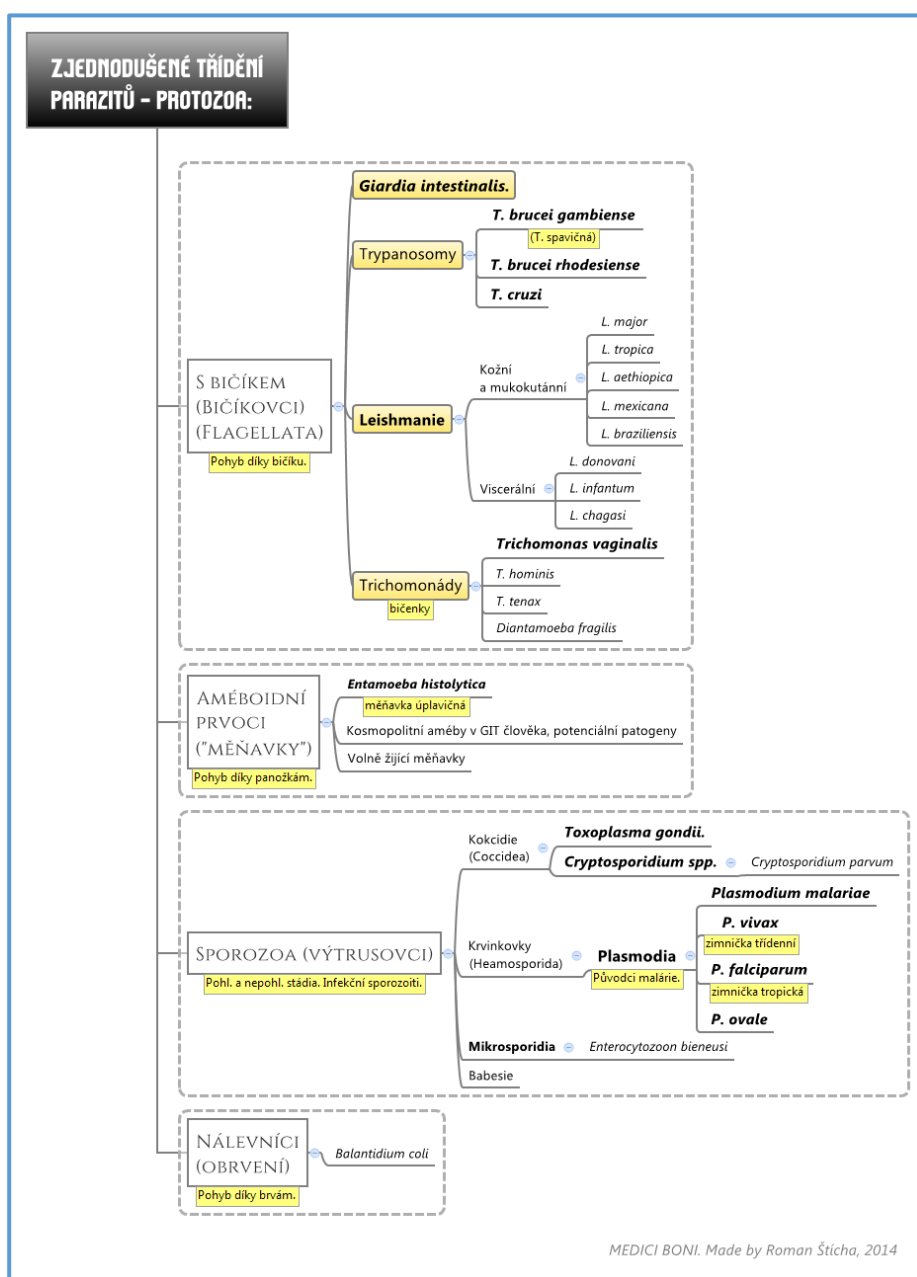 ZJEDNODUŠENÉ TŘÍDĚNÍ
PARAZITŮ – PROTOZOA:
S BIČÍKEM
(BIČÍKOVCI)
(FLAGELLATA)
Pohyb díky bičíku.
Giardia intestinalis.
Trypanosomy
T. brucei gambiense
(T. spavičná)
T. brucei rhodesiense
T. cruzi
Leishmanie
Kožní
a mukokutánní
L. major
L. tropica
L. aethiopica
L. mexicana
L. braziliensis
Viscerální
L. donovani
L. infantum
L. chagasi
Trichomonády
bičenky
Trichomonas vaginalis
T. hominis
T. tenax
Diantamoeba fragilis
AMÉBOIDNÍ
PRVOCI
("MĚŇAVKY")
Pohyb díky panožkám.
Entamoeba histolytica
měňavka úplavičná
Kosmopolitní améby v GIT člověka, potenciální patogeny
Volně žijící měňavky
SPOROZOA (VÝTRUSOVCI)
Pohl. a nepohl. stádia. Infekční sporozoiti.
Kokcidie
(Coccidea)
Toxoplasma gondii.
Cryptosporidium spp.
Cryptosporidium parvum
Krvinkovky
(Heamosporida)
Plasmodia
Původci malárie.
Plasmodium malariae
P. vivax
zimnička třídenní
P. falciparum
zimnička tropická
P. ovale
Mikrosporidia
Enterocytozoon bieneusi
Babesie
NÁLEVNÍCI
(OBRVENÍ)
Pohyb díky brvám.
Balantidium coli
MEDICI BONI. Made by Roman Štícha, 2014